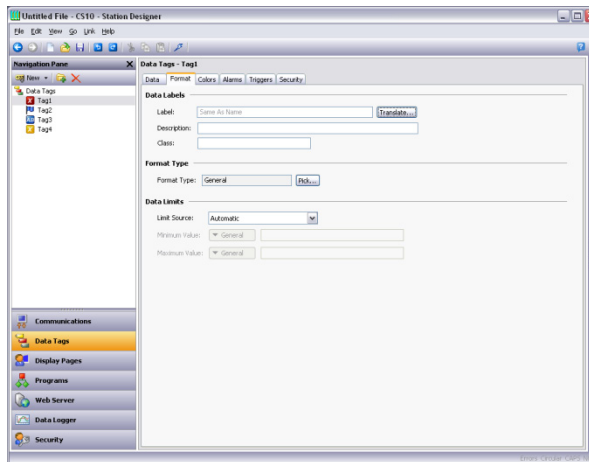 Untitled File - CS10 - Station Designer
File Edit View Go Link Help
Navigation Pane
New
Data Tags
Tag1
Tag2
Tag3
Tag4
Communications
Data Tags
Display Pages
Programs
Web Server
Data Logger
Security
Data Tags - Tag1
Data Format Colors Alarms Triggers Security
Data Labels
Label: Same As Name Translate...
Description:
Class:
Format Type
Format Type: General Pick...
Data Limits
Limit Source: Automatic
Minimum Value: General
Maximum Value: General